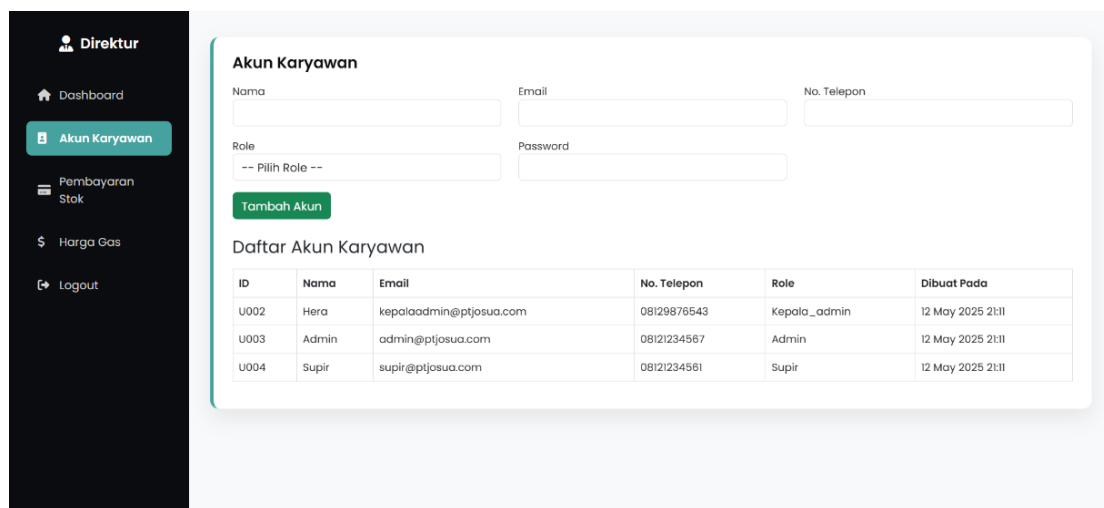 Direktur
Dashboard
Akun Karyawan
Pembayaran
Stok
Harga Gas
Logout
Akun Karyawan
Nama Email No. Telepon
Role Password
-- Pilih Role --
Tambah Akun
Daftar Akun Karyawan
ID Nama Email No. Telepon Role Dibuat Pada
U002 Hera kepalaadmin@ptjosua.com 08129876543 Kepala_admin 12 May 2025 21:11
U003 Admin admin@ptjosua.com 08121234567 Admin 12 May 2025 21:11
U004 Supir supir@ptjosua.com 08121234561 Supir 12 May 2025 21:11